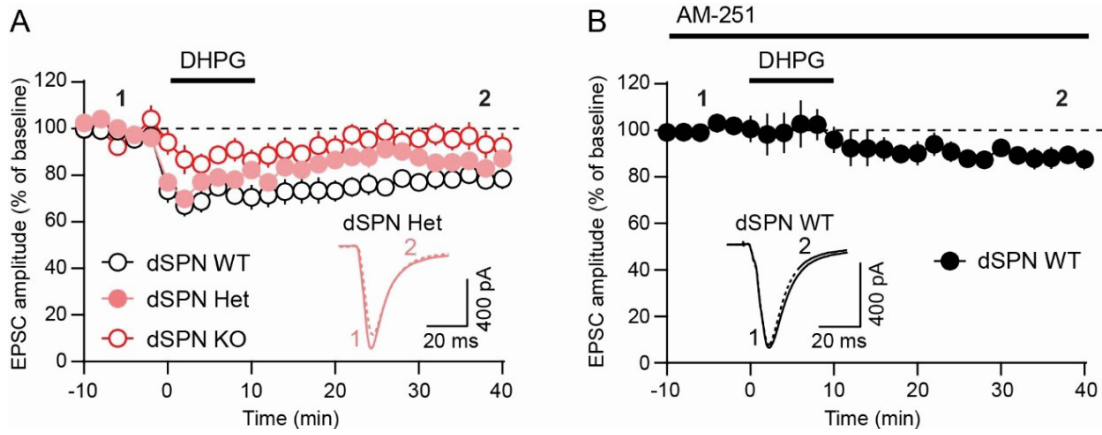 A
DHPG
EPSC amplitude (% of baseline)
120
100
80
60
40
20
0
1
2
dSPN WT
dSPN Het
dSPN KO
dSPN Het
2
1
400 pA
20 ms
-10
0
10
20
30
40
Time (min)
B
AM-251
DHPG
EPSC amplitude (% of baseline)
120
100
80
60
40
20
0
1
2
dSPN WT
2
1
400 pA
20 ms
dSPN WT
-10
0
10
20
30
40
Time (min)